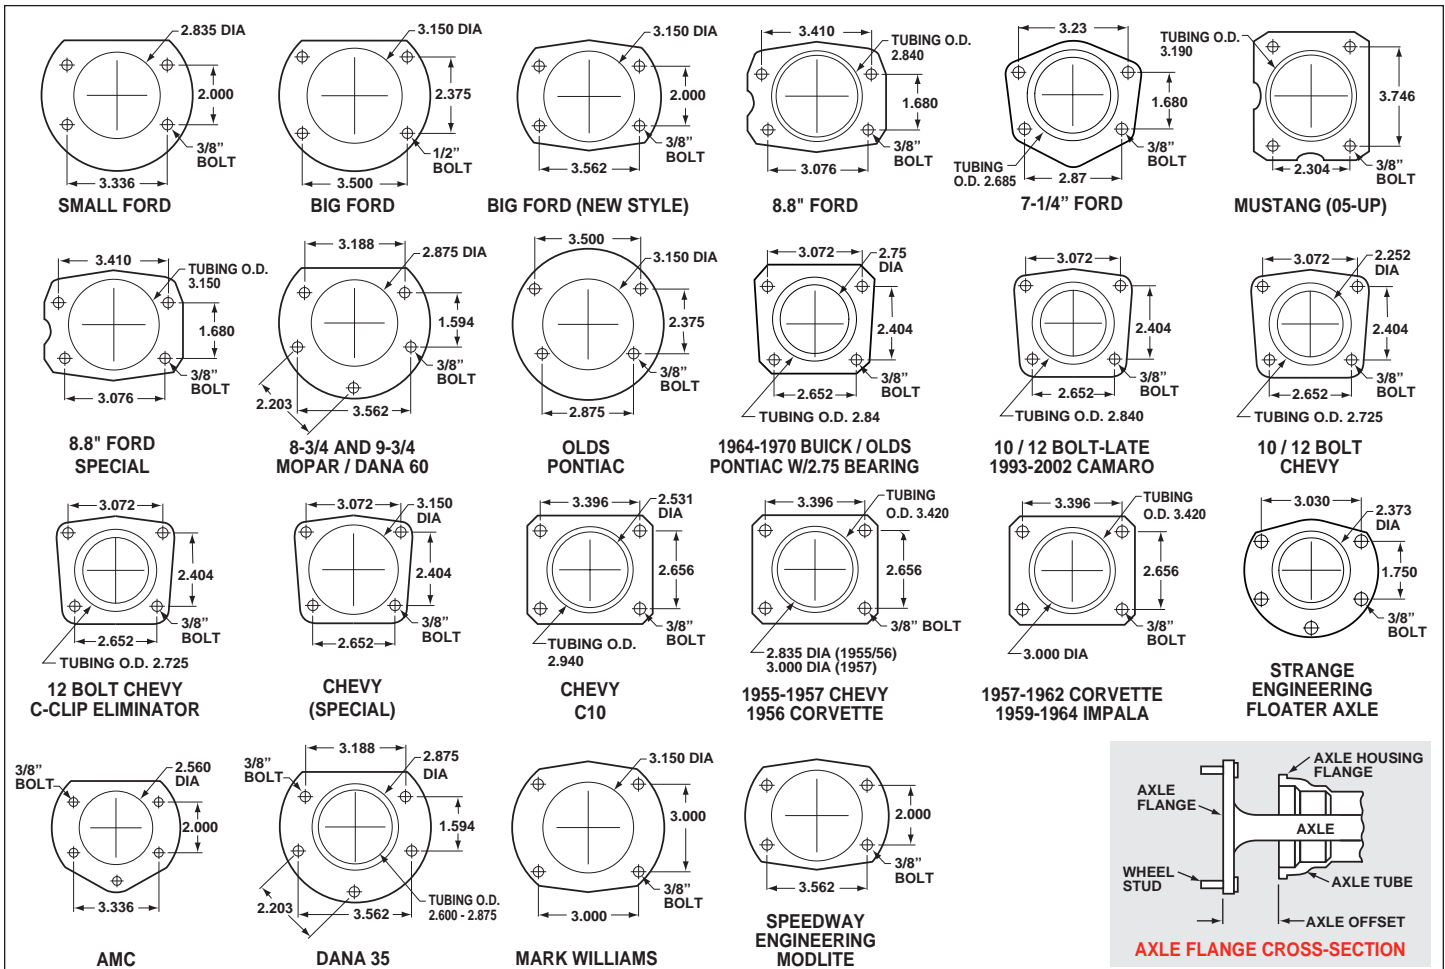 2.835 DIA
2.000
3/8”
BOLT
3.336
SMALL FORD
3.150 DIA
2.375
1/2”
BOLT
3.500
BIG FORD
3.150 DIA
2.000
3/8”
BOLT
3.562
BIG FORD (NEW STYLE)
3.410
TUBING O.D.
2.840
1.680
3/8”
BOLT
3.076
8.8" FORD
3.23
1.680
3/8”
BOLT
TUBING
O.D. 2.685
2.87
7-1/4” FORD
TUBING O.D.
3.190
3.746
3/8”
BOLT
2.304
MUSTANG (05-UP)
3.410
TUBING O.D.
3.150
1.680
3/8”
BOLT
3.076
8.8" FORD
SPECIAL
3.188
2.875 DIA
1.594
3/8”
BOLT
2.203
3.562
8-3/4 AND 9-3/4
MOPAR / DANA 60
3.500
3.150 DIA
2.375
3/8”
BOLT
2.875
OLDS
PONTIAC
3.072
2.75
DIA
2.404
3/8”
BOLT
2.652
TUBING O.D. 2.84
1964-1970 BUICK / OLDS
PONTIAC W/2.75 BEARING
3.072
2.404
3/8”
BOLT
2.652
TUBING O.D. 2.840
10 / 12 BOLT-LATE
1993-2002 CAMARO
3.072
2.252
DIA
2.404
3/8”
BOLT
2.652
TUBING O.D. 2.725
10 / 12 BOLT
CHEVY
3.072
2.404
3/8”
BOLT
2.652
TUBING O.D. 2.725
12 BOLT CHEVY
C-CLIP ELIMINATOR
3.072
3.150
DIA
2.404
3/8”
BOLT
2.652
CHEVY
(SPECIAL)
3.396
2.531
DIA
2.656
3/8”
BOLT
TUBING O.D.
2.940
CHEVY
C10
3.396
TUBING
O.D. 3.420
2.656
3/8” BOLT
2.835 DIA (1955/56)
3.000 DIA (1957)
1955-1957 CHEVY
1956 CORVETTE
3.396
TUBING
O.D. 3.420
2.656
3/8”
BOLT
3.000 DIA
1957-1962 CORVETTE
1959-1964 IMPALA
3.030
2.373
DIA
1.750
3/8”
BOLT
STRANGE
ENGINEERING
FLOATER AXLE
3/8”
BOLT
2.560
DIA
2.000
3.336
AMC
3/8”
BOLT
3.188
2.875
DIA
1.594
2.203
3.562
TUBING O.D.
2.600 - 2.875
DANA 35
3.150 DIA
3.000
3/8”
BOLT
3.000
MARK WILLIAMS
2.000
3/8”
BOLT
3.562
SPEEDWAY
ENGINEERING
MODLITE
AXLE HOUSING
FLANGE
AXLE
FLANGE
AXLE
WHEEL
STUD
AXLE TUBE
AXLE OFFSET
AXLE FLANGE CROSS-SECTION